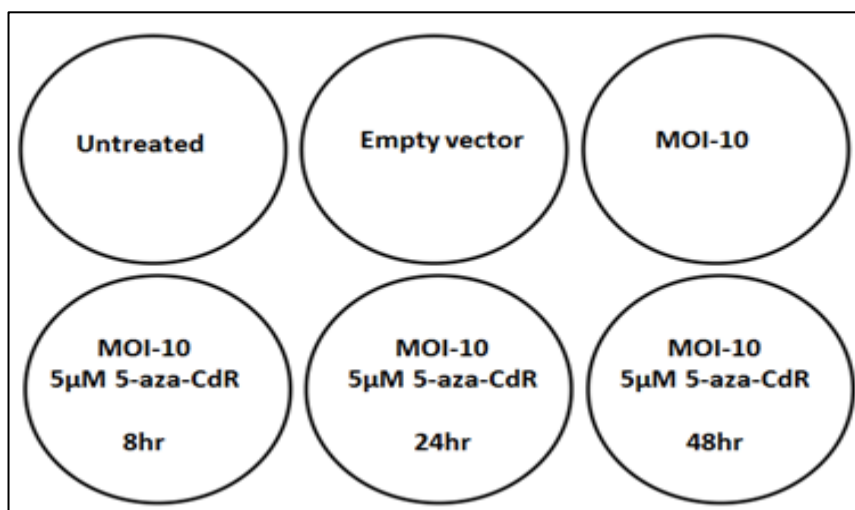 Untreated
Empty vector
MOI-10
MOI-10
5µM 5-aza-CdR
8hr
MOI-10
5µM 5-aza-CdR
24hr
MOI-10
5µM 5-aza-CdR
48hr